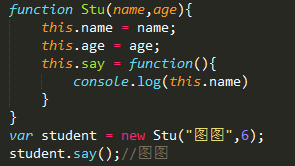 function Stu(name,age){
    this.name = name;
    this.age = age;
    this.say = function(){
        console.log(this.name)
    }
}
var student = new Stu("图图",6);
student.say();//图图